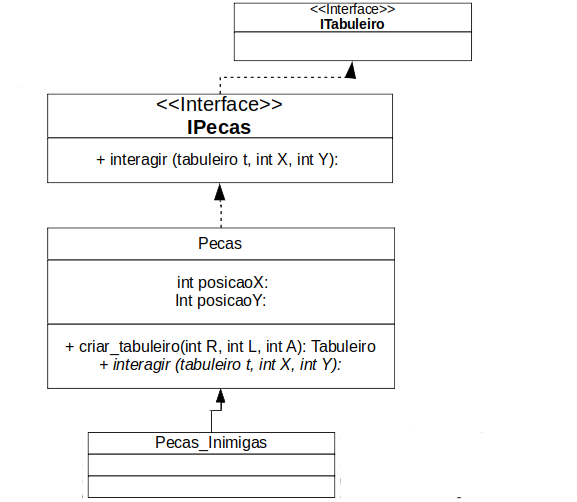 <<Interface>>
ITabuleiro
<<Interface>>
IPecas
+ interagir (tabuleiro t, int X, int Y):
Pecas
int posicaoX:
Int posicaoY:
+ criar_tabuleiro(int R, int L, int A): Tabuleiro
+ interagir (tabuleiro t, int X, int Y):
Pecas_Inimigas